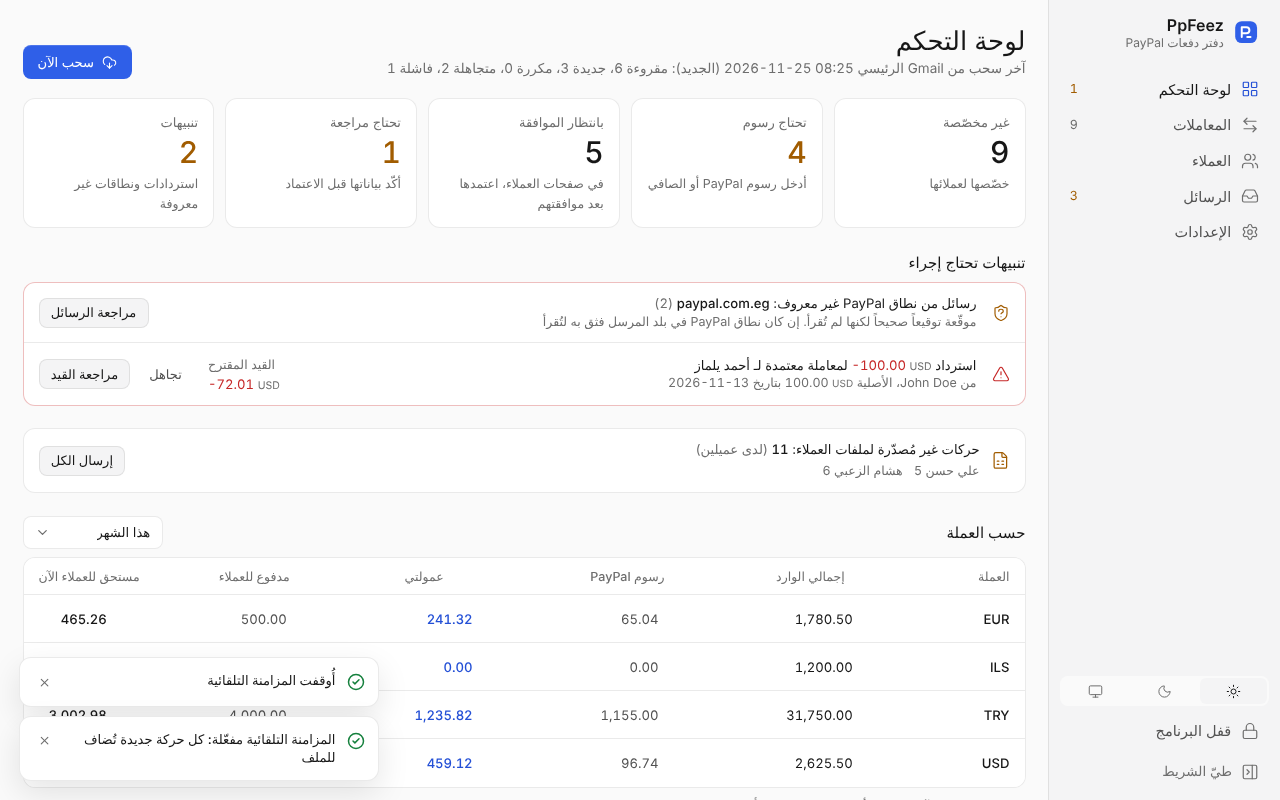 PpFeez
دفتر دفعات PayPal
لوحة التحكم 1
المعاملات 9
العملاء
الرسائل 3
الإعدادات
قفل البرنامج
طيّ الشريط
لوحة التحكم
آخر سحب من Gmail الرئيسي 08:25 2026-11-25 (الجديد): مقروءة 6، جديدة 3، مكررة 0، متجاهلة 2، فاشلة 1
سحب الآن
غير مخصّصة
9
خصّصها لعملائها
تحتاج رسوم
4
أدخل رسوم PayPal أو الصافي
بانتظار الموافقة
5
في صفحات العملاء، اعتمدها
بعد موافقتهم
تحتاج مراجعة
1
أكّد بياناتها قبل الاعتماد
تنبيهات
2
استردادات ونطاقات غير
معروفة
تنبيهات تحتاج إجراء
رسائل من نطاق PayPal غير معروف: paypal.com.eg (2)
موقّعة توقيعاً صحيحاً لكنها لم تُقرأ. إن كان نطاق PayPal في بلد المرسل فثق به لتُقرأ
مراجعة الرسائل
استرداد -100.00 USD لمعاملة معتمدة لـ أحمد يلماز
من John Doe، الأصلية 100.00 USD بتاريخ 2026-11-13
القيد المقترح
-72.01 USD
تجاهل
مراجعة القيد
حركات غير مُصدّرة لملفات العملاء: 11 (لدى عميلين)
علي حسن 5 هشام الزعبي 6
إرسال الكل
حسب العملة
هذا الشهر
العملة إجمالي الوارد رسوم PayPal عمولتي مدفوع للعملاء مستحق للعملاء الآن
EUR 1,780.50 65.04 241.32 500.00 465.26
ILS 1,200.00 0.00 0.00
TRY 31,750.00 1,155.00 1,235.82 4,000.00 3,002.98
USD 2,625.50 96.74 459.12
أُوقفت المزامنة التلقائية
المزامنة التلقائية مفعّلة: كل حركة جديدة تُضاف
للملف